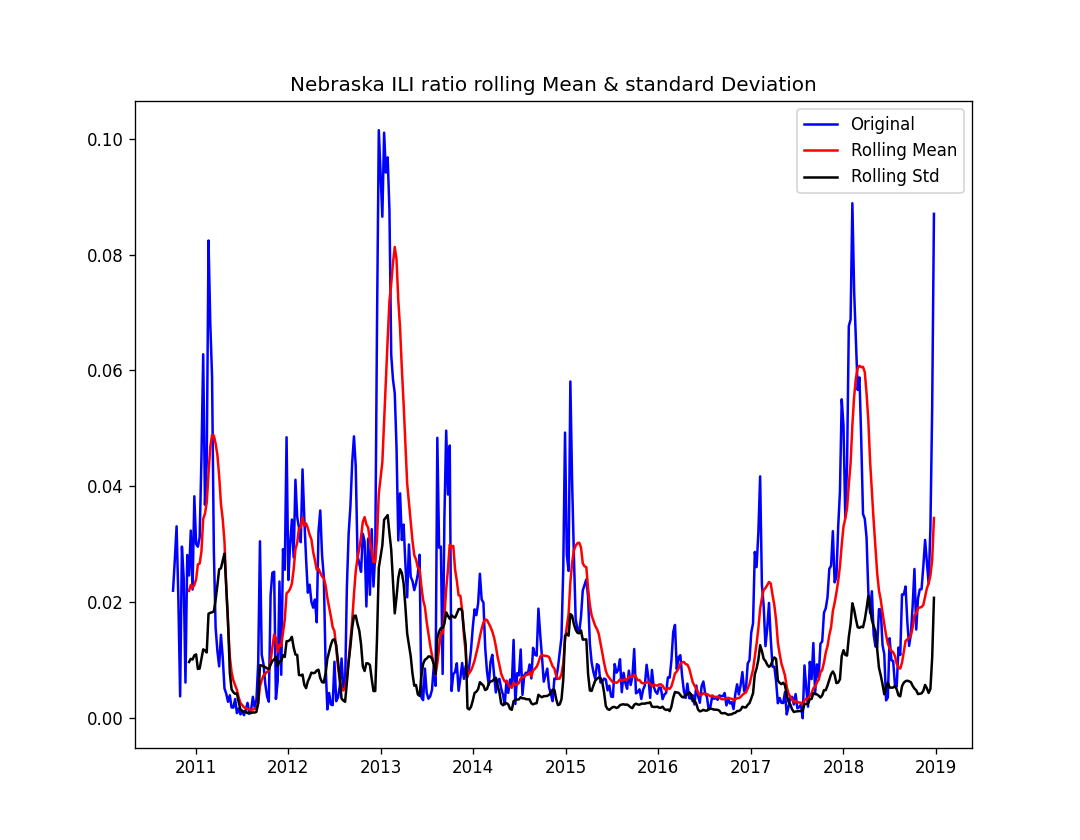 Nebraska ILI ratio rolling Mean & standard Deviation
Original
Rolling Mean
Rolling Std
0.10
0.08
0.06
0.04
0.02
0.00
2011 2012 2013 2014 2015 2016 2017 2018 2019